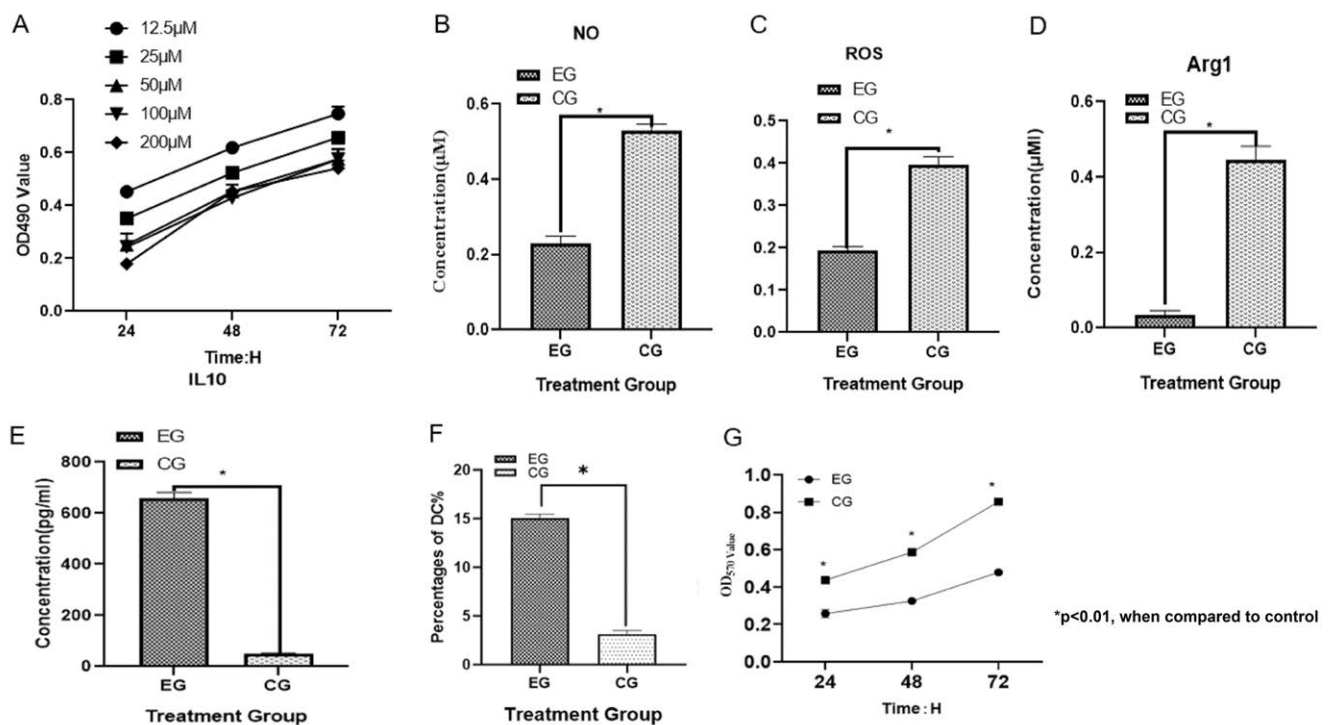 A
12.5µM
25µM
50µM
100µM
200µM
0.8
0.6
0.4
0.2
0.0
OD490 Value
24 48 72
Time:H
B
NO
EG
CG
*
0.6
0.4
0.2
0.0
Concentration(µM)
EG CG
Treatment Group
C
ROS
EG
CG
*
0.5
0.4
0.3
0.2
0.1
0.0
EG CG
Treatment Group
D
Arg1
EG
CG
*
0.6
0.4
0.2
0.0
Concentration(µMl)
EG CG
Treatment Group
E
IL10
EG
CG
*
800
600
400
200
0
Concentration(pg/ml)
EG CG
Treatment Group
F
EG
CG
*
20
15
10
5
0
Percentages of DC%
EG CG
Treatment Group
G
EG
CG
* * *
1.0
0.8
0.6
0.4
0.2
0.0
OD570 Value
24 48 72
Time : H
*p<0.01, when compared to control